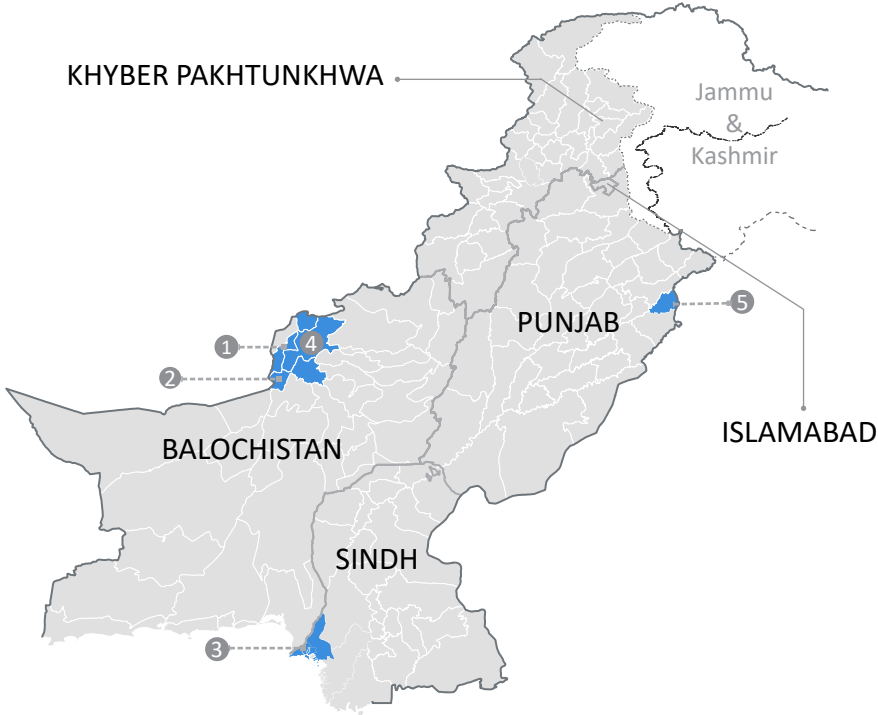 KHYBER PAKHTUNKHWA
Jammu
&
Kashmir
5
PUNJAB
1
4
2
ISLAMABAD
BALOCHISTAN
SINDH
3